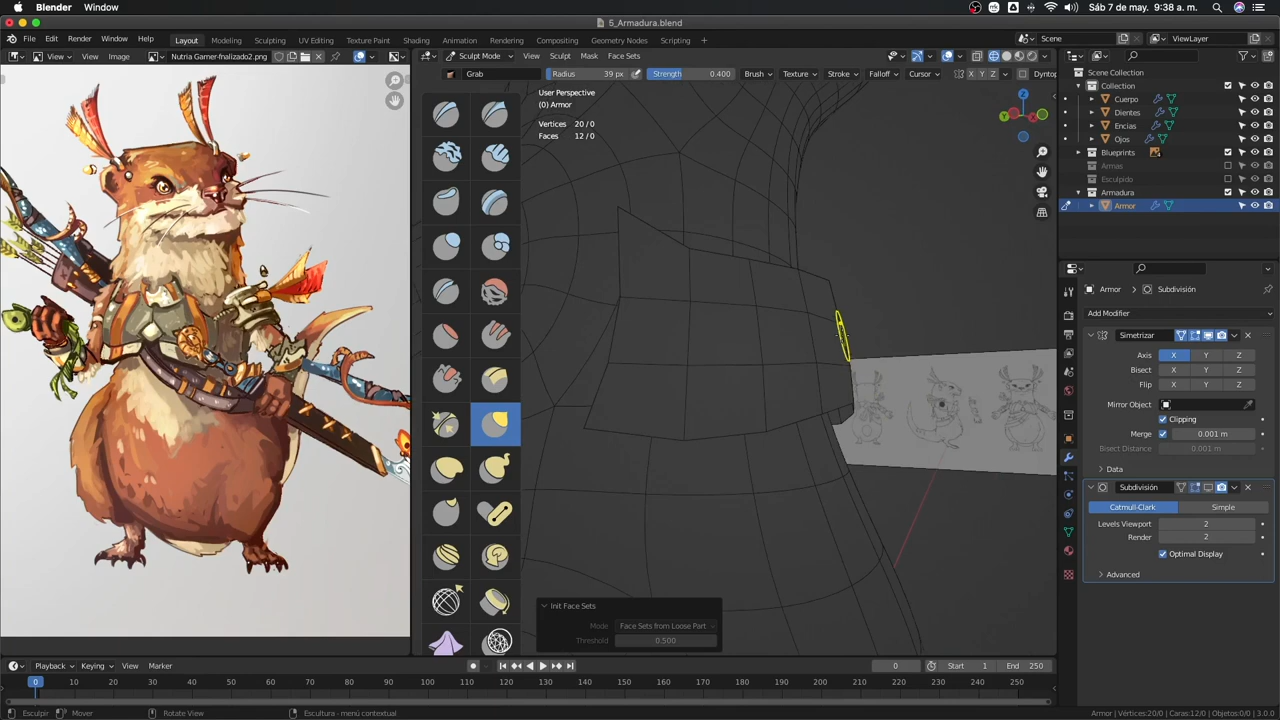 Blender Window Sáb 7 de may. 9:38 a. m.
5_Armadura.blend
File Edit Render Window Help Layout Modeling Sculpting UV Editing Texture Paint Shading Animation Rendering Compositing Geometry Nodes Scripting + Scene ViewLayer
View View Image Nutria Gamer-fnalizado2.png Sculpt Mode View Sculpt Mask Face Sets
Grab Radius 39 px Strength 0.400 Brush Texture Stroke Falloff Cursor X Y Z Dyntop
User Perspective
(0) Armor
Vertices 20/0
Faces 12/0
Scene Collection
Collection
Cuerpo
Dientes
Encias
Ojos
Blueprints
Armas
Esculpido
Armadura
Armor
Armor Subdivisión
Add Modifier
Simetrizar
Axis X Y Z
Bisect X Y Z
Flip X Y Z
Mirror Object
Clipping
Merge 0.001 m
Bisect Distance 0.001 m
Data
Subdivisión
Catmull-Clark Simple
Levels Viewport 2
Render 2
Optimal Display
Advanced
Init Face Sets
Mode Face Sets from Loose Part
Threshold 0.500
Playback Keying View Marker 0 Start 1 End 250
0 10 20 30 40 50 60 70 80 90 100 110 120 130 140 150 160 170 180 190 200 210 220 230 240 250
Esculpir Mover Rotate View Escultura - menú contextual Armor | Vértices:20/0 | Caras:12/0 | Objetos:0/0 | 3.0.0